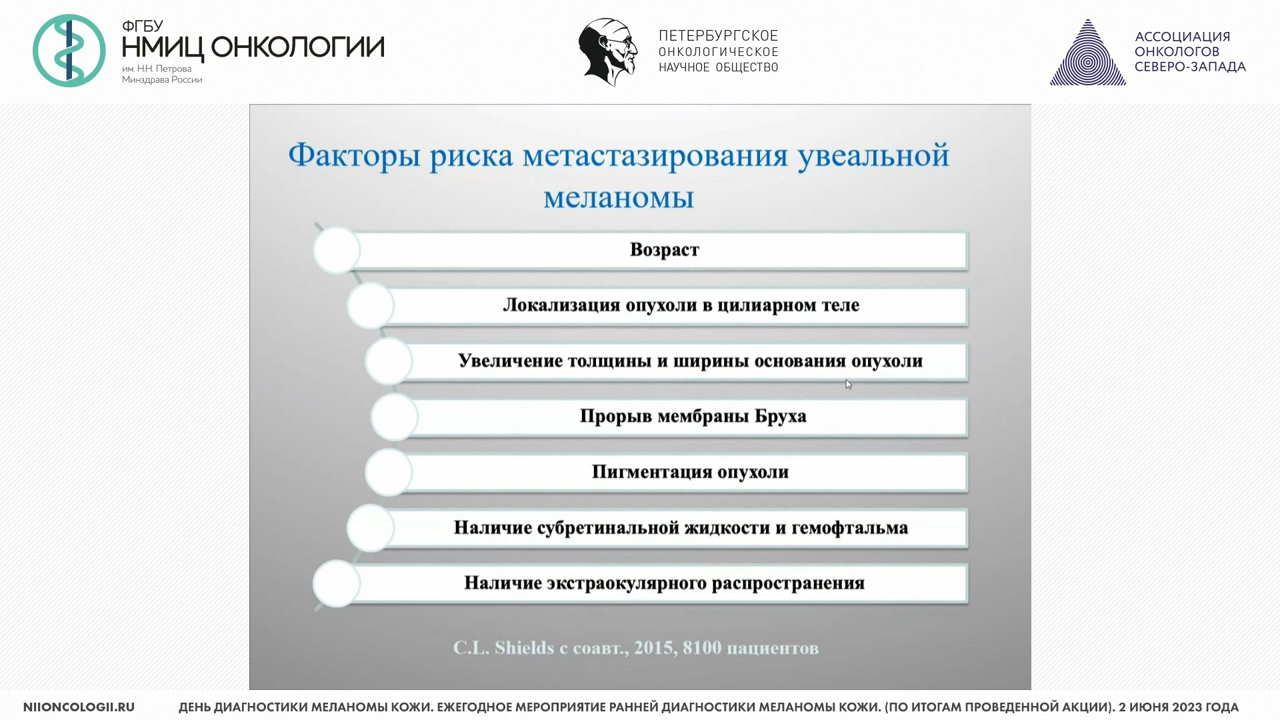 ФГБУ
НМИЦ ОНКОЛОГИИ
им. Н.Н. Петрова
Минздрава России
ПЕТЕРБУРГСКОЕ
ОНКОЛОГИЧЕСКОЕ
НАУЧНОЕ ОБЩЕСТВО
АССОЦИАЦИЯ
ОНКОЛОГОВ
СЕВЕРО-ЗАПАДА
Факторы риска метастазирования увеальной
меланомы
Возраст
Локализация опухоли в цилиарном теле
Увеличение толщины и ширины основания опухоли
Прорыв мембраны Бруха
Пигментация опухоли
Наличие субретинальной жидкости и гемофтальма
Наличие экстраокулярного распространения
C.L. Shields с соавт., 2015, 8100 пациентов
NIIONCOLOGII.RU
ДЕНЬ ДИАГНОСТИКИ МЕЛАНОМЫ КОЖИ. ЕЖЕГОДНОЕ МЕРОПРИЯТИЕ РАННЕЙ ДИАГНОСТИКИ МЕЛАНОМЫ КОЖИ. (ПО ИТОГАМ ПРОВЕДЕННОЙ АКЦИИ). 2 ИЮНЯ 2023 ГОДА